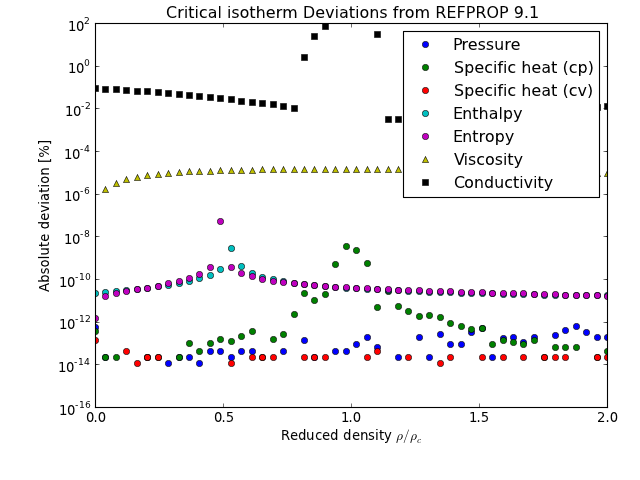 Critical isotherm Deviations from REFPROP 9.1
Absolute deviation [%]
10^2
10^0
10^-2
10^-4
10^-6
10^-8
10^-10
10^-12
10^-14
10^-16
Pressure
Specific heat (cp)
Specific heat (cv)
Enthalpy
Entropy
Viscosity
Conductivity
0.0 0.5 1.0 1.5 2.0
Reduced density ρ/ρ_c